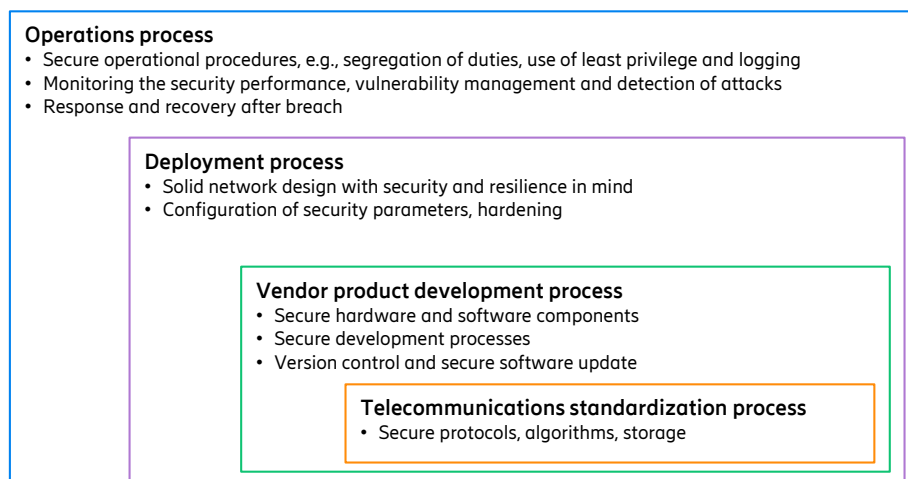 Operations process
• Secure operational procedures, e.g., segregation of duties, use of least privilege and logging
• Monitoring the security performance, vulnerability management and detection of attacks
• Response and recovery after breach
Deployment process
• Solid network design with security and resilience in mind
• Configuration of security parameters, hardening
Vendor product development process
• Secure hardware and software components
• Secure development processes
• Version control and secure software update
Telecommunications standardization process
• Secure protocols, algorithms, storage